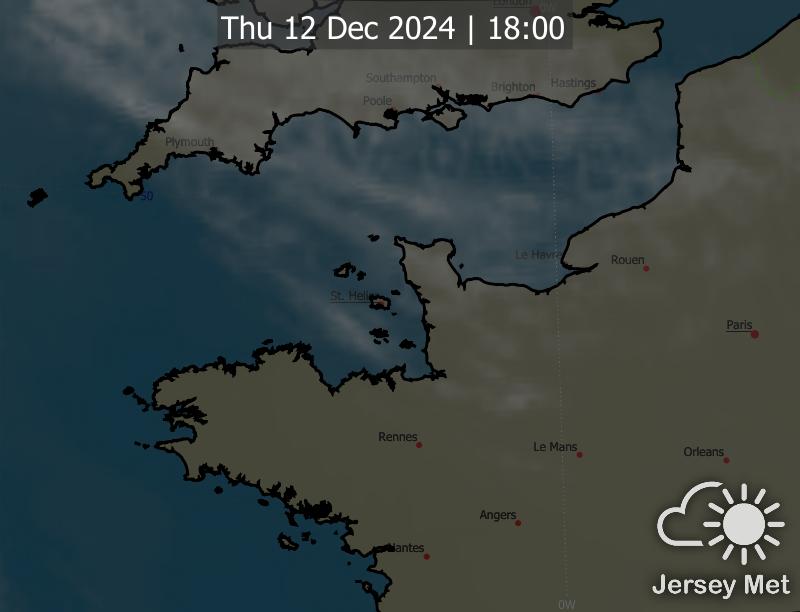 London
Thu 12 Dec 2024 | 18:00
Southampton
Brighton
Hastings
Poole
Plymouth
50
Le Havre
Rouen
St. Helier
Paris
Rennes
Le Mans
Orleans
Angers
Nantes
Jersey Met
0W